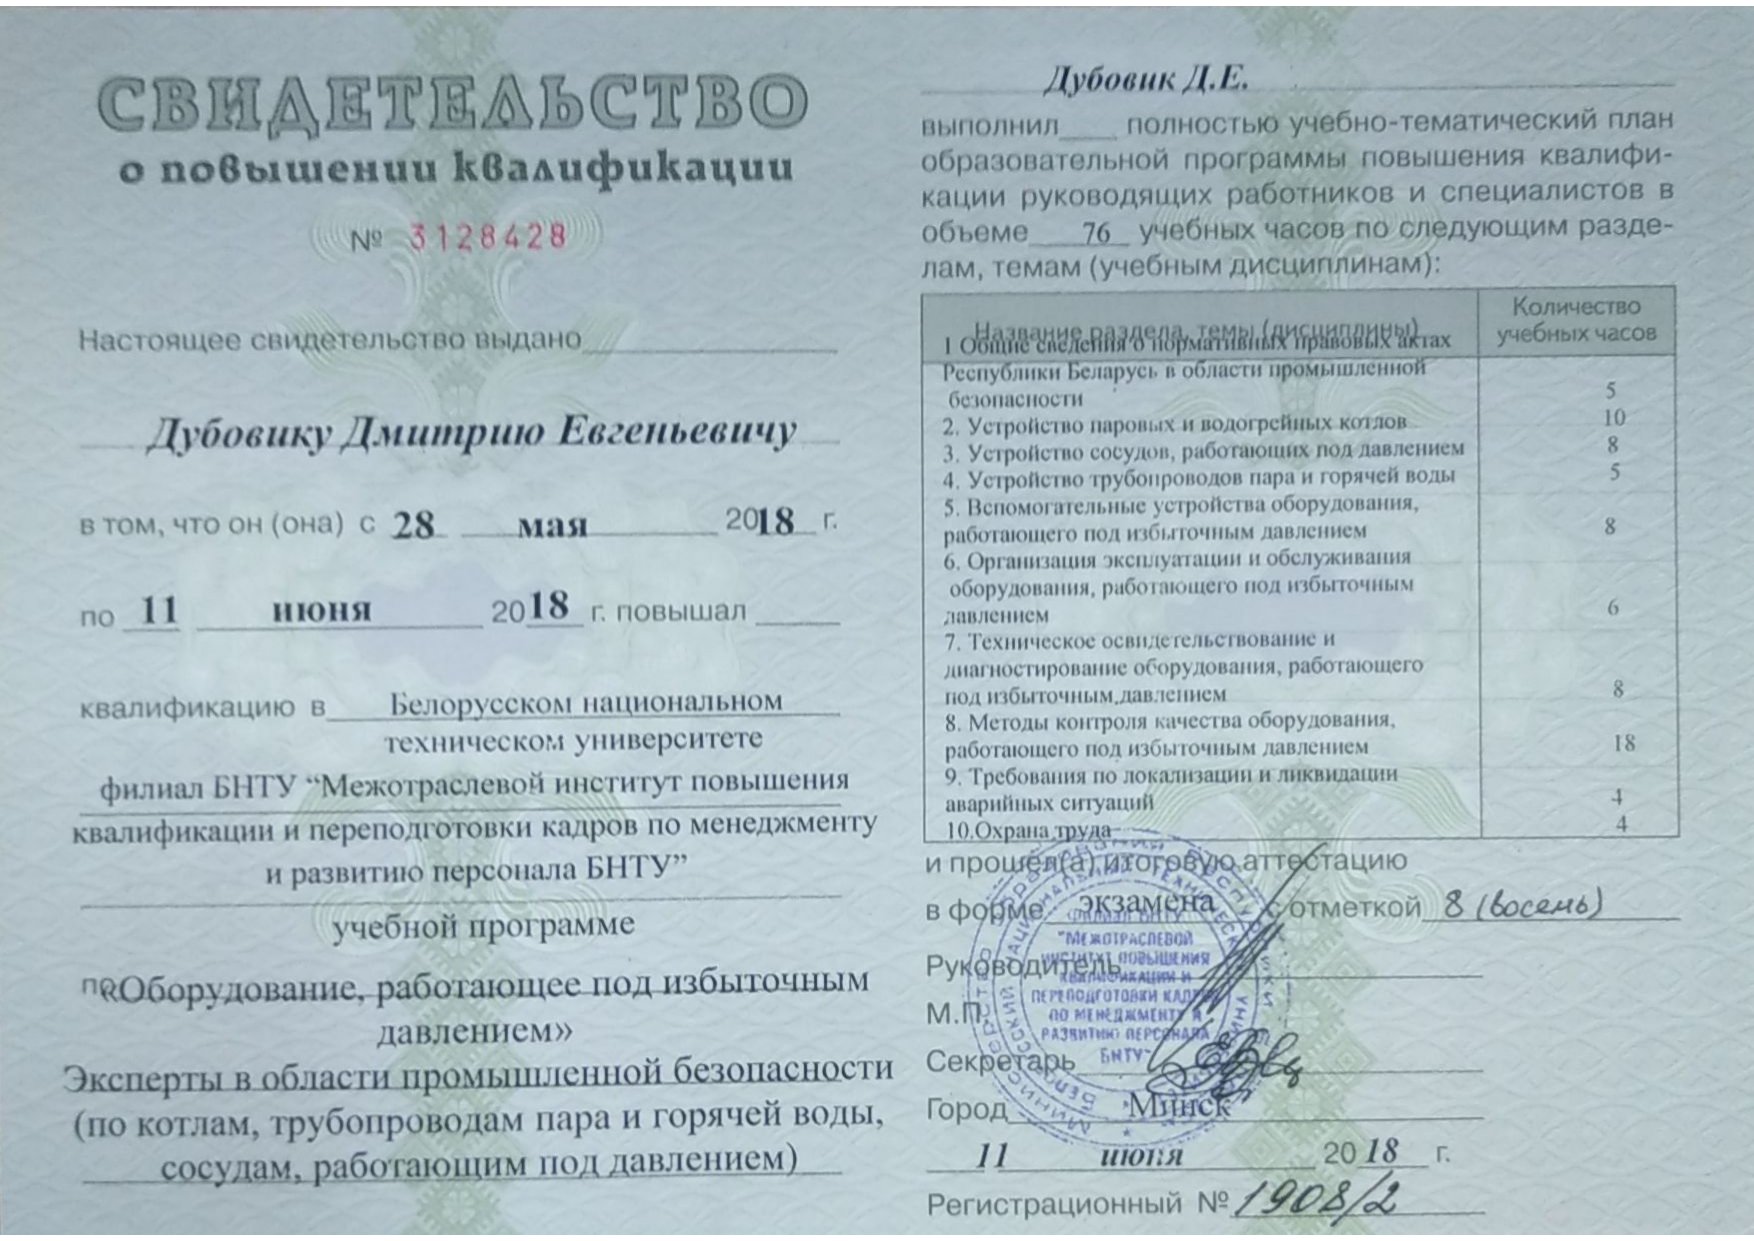 СВИДЕТЕЛЬСТВО
о повышении квалификации
№ 3128428
Настоящее свидетельство выдано
Дубовику Дмитрию Евгеньевичу
в том, что он (она) с 28 мая 2018 г.
по 11 июня 2018 г. повышал
квалификацию в Белорусском национальном
техническом университете
филиал БНТУ “Межотраслевой институт повышения
квалификации и переподготовки кадров по менеджменту
и развитию персонала БНТУ”
учебной программе
«Оборудование, работающее под избыточным
давлением»
Эксперты в области промышленной безопасности
(по котлам, трубопроводам пара и горячей воды,
сосудам, работающим под давлением)
Дубовик Д.Е.
выполнил полностью учебно-тематический план
образовательной программы повышения квалифи-
кации руководящих работников и специалистов в
объеме 76 учебных часов по следующим разде-
лам, темам (учебным дисциплинам):
Название раздела, темы (дисциплины)
Количество
учебных часов
1 Общие сведения о нормативных правовых актах
Республики Беларусь в области промышленной
безопасности 5
2. Устройство паровых и водогрейных котлов 10
3. Устройство сосудов, работающих под давлением 8
4. Устройство трубопроводов пара и горячей воды 5
5. Вспомогательные устройства оборудования,
работающего под избыточным давлением 8
6. Организация эксплуатации и обслуживания
оборудования, работающего под избыточным
давлением 6
7. Техническое освидетельствование и
диагностирование оборудования, работающего
под избыточным давлением 8
8. Методы контроля качества оборудования,
работающего под избыточным давлением 18
9. Требования по локализации и ликвидации
аварийных ситуаций 4
10.Охрана труда 4
и прошел(а) итоговую аттестацию
в форме экзамена с отметкой 8 (восемь)
Руководитель
М.П.
Секретарь
Город Минск
11 июня 2018 г.
Регистрационный № 1908/2
"МЕЖОТРАСЛЕВОЙ
ИНСТИТУТ ПОВЫШЕНИЯ
КВАЛИФИКАЦИИ И
ПЕРЕПОДГОТОВКИ КАДРОВ
ПО МЕНЕДЖМЕНТУ И
РАЗВИТИЮ ПЕРСОНАЛА
БНТУ"